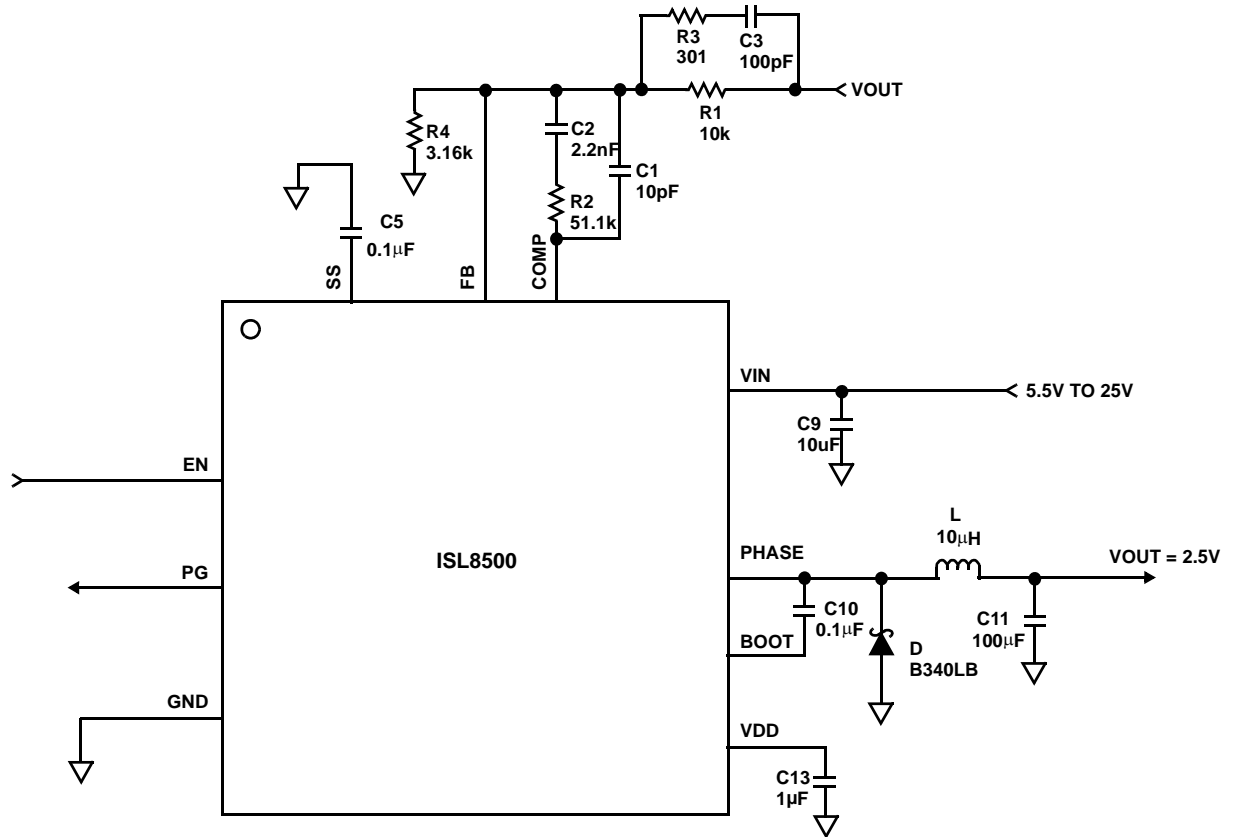 R3
301
C3
100pF
VOUT
R1
10k
R4
3.16k
C2
2.2nF
C1
10pF
R2
51.1k
C5
0.1µF
SS
FB
COMP
VIN
5.5V TO 25V
C9
10uF
EN
PG
GND
ISL8500
PHASE
L
10µH
VOUT = 2.5V
C10
0.1µF
BOOT
D
B340LB
C11
100µF
VDD
C13
1µF